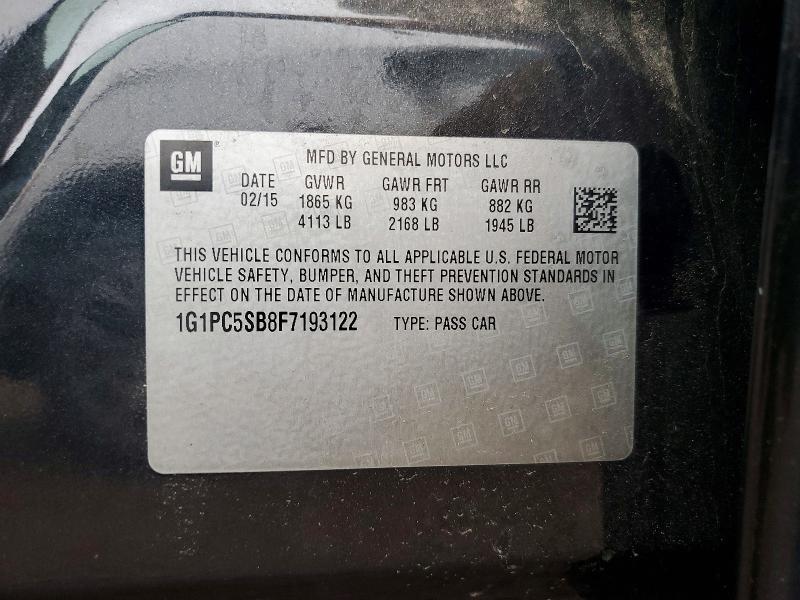 GM
MFD BY GENERAL MOTORS LLC
DATE GVWR GAWR FRT GAWR RR
02/15 1865 KG 983 KG 882 KG
4113 LB 2168 LB 1945 LB
THIS VEHICLE CONFORMS TO ALL APPLICABLE U.S. FEDERAL MOTOR
VEHICLE SAFETY, BUMPER, AND THEFT PREVENTION STANDARDS IN
EFFECT ON THE DATE OF MANUFACTURE SHOWN ABOVE.
1G1PC5SB8F7193122 TYPE: PASS CAR